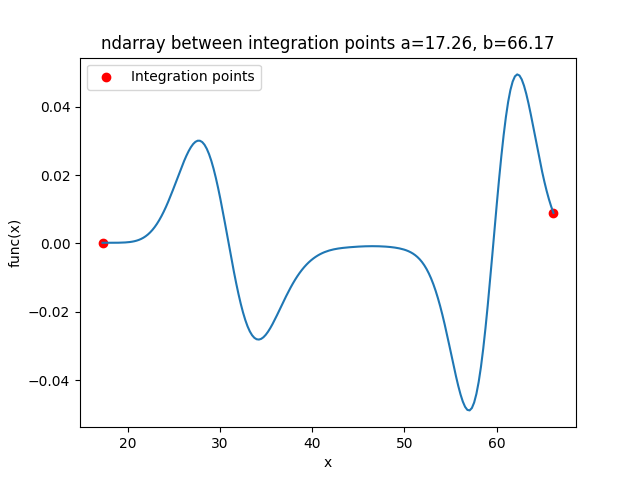 ndarray between integration points a=17.26, b=66.17
Integration points
0.04
0.02
0.00
−0.02
−0.04
func(x)
20 30 40 50 60
x